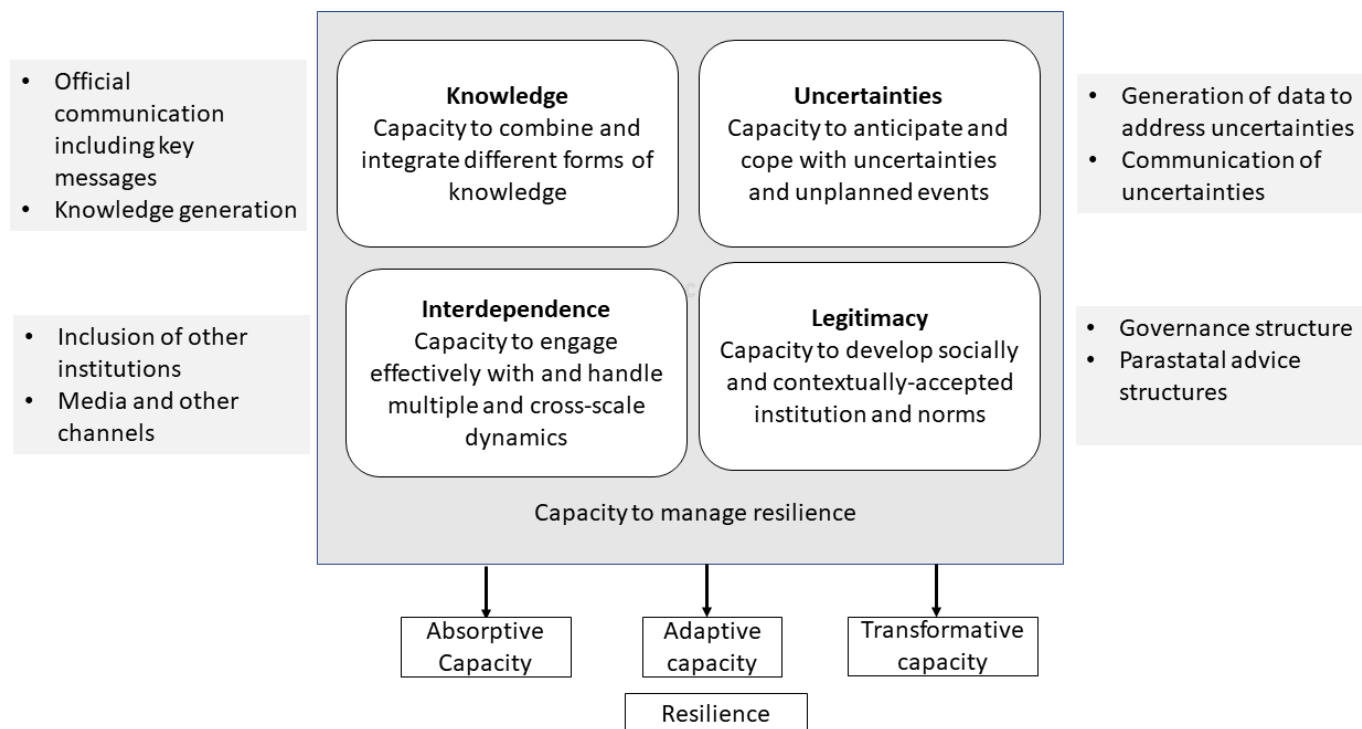 • Official
communication
including key
messages
• Knowledge generation
Knowledge
Capacity to combine and
integrate different forms of
knowledge
Uncertainties
Capacity to anticipate and
cope with uncertainties
and unplanned events
• Generation of data to
address uncertainties
• Communication of
uncertainties
• Inclusion of other
institutions
• Media and other
channels
Interdependence
Capacity to engage
effectively with and handle
multiple and cross-scale
dynamics
Legitimacy
Capacity to develop socially
and contextually-accepted
institution and norms
• Governance structure
• Parastatal advice
structures
Capacity to manage resilience
Absorptive
Capacity
Adaptive
capacity
Transformative
capacity
Resilience